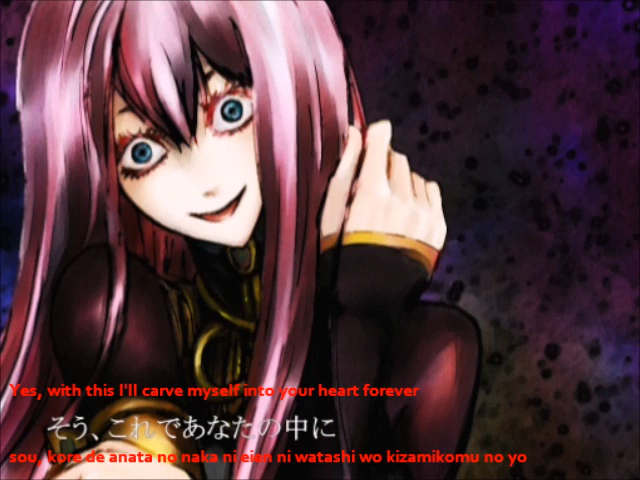 Yes, with this I'll carve myself into your heart forever
そう、これであなたの中に
sou, kore de anata no naka ni eien ni watashi wo kizamikomu no yo